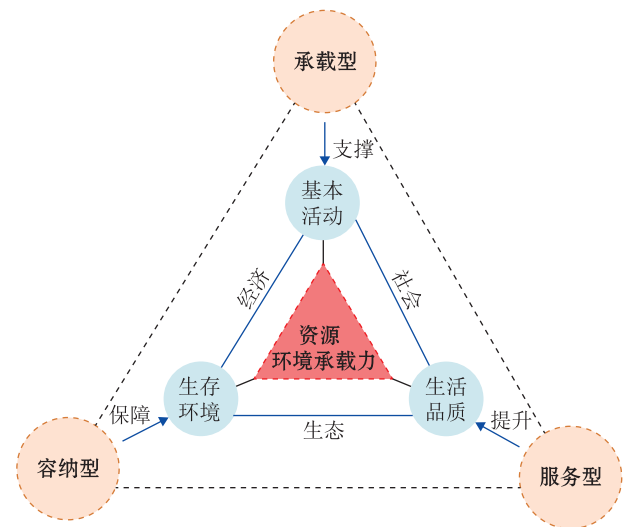 承载型
支撑
基本
活动
经济
社会
资源
环境承载力
生存
环境
生活
品质
保障
生态
提升
容纳型
服务型